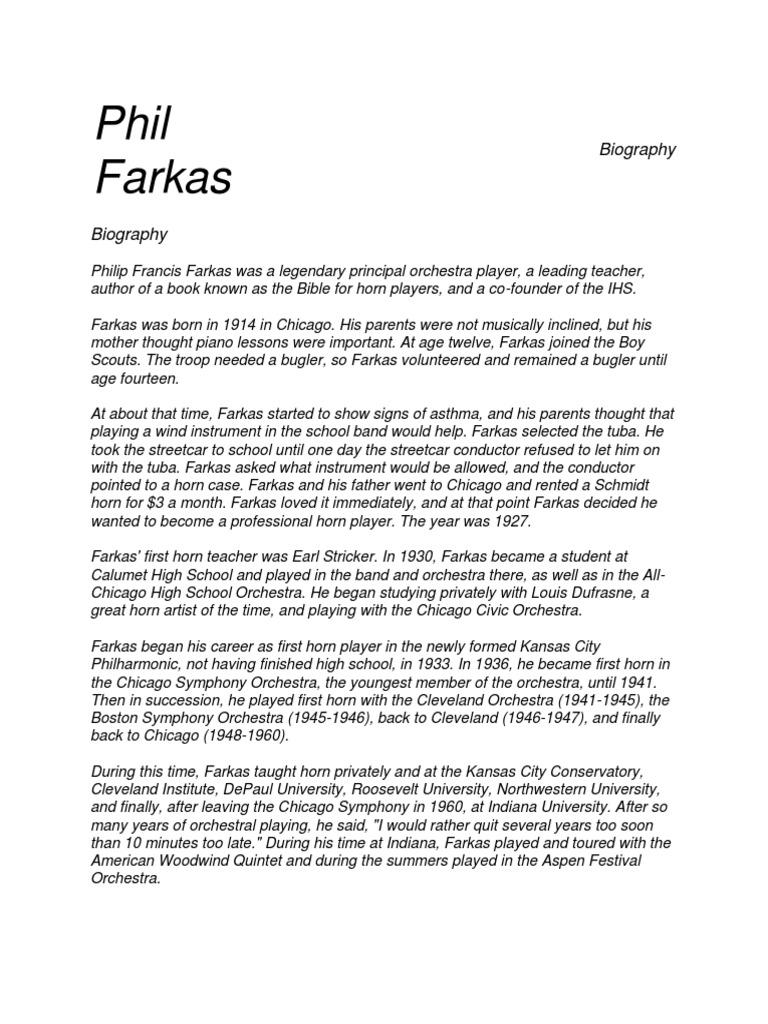 Phil
Farkas
Biography
Biography
Philip Francis Farkas was a legendary principal orchestra player, a leading teacher,
author of a book known as the Bible for horn players, and a co-founder of the IHS.
Farkas was born in 1914 in Chicago. His parents were not musically inclined, but his
mother thought piano lessons were important. At age twelve, Farkas joined the Boy
Scouts. The troop needed a bugler, so Farkas volunteered and remained a bugler until
age fourteen.
At about that time, Farkas started to show signs of asthma, and his parents thought that
playing a wind instrument in the school band would help. Farkas selected the tuba. He
took the streetcar to school until one day the streetcar conductor refused to let him on
with the tuba. Farkas asked what instrument would be allowed, and the conductor
pointed to a horn case. Farkas and his father went to Chicago and rented a Schmidt
horn for $3 a month. Farkas loved it immediately, and at that point Farkas decided he
wanted to become a professional horn player. The year was 1927.
Farkas' first horn teacher was Earl Stricker. In 1930, Farkas became a student at
Calumet High School and played in the band and orchestra there, as well as in the All-
Chicago High School Orchestra. He began studying privately with Louis Dufrasne, a
great horn artist of the time, and playing with the Chicago Civic Orchestra.
Farkas began his career as first horn player in the newly formed Kansas City
Philharmonic, not having finished high school, in 1933. In 1936, he became first horn in
the Chicago Symphony Orchestra, the youngest member of the orchestra, until 1941.
Then in succession, he played first horn with the Cleveland Orchestra (1941-1945), the
Boston Symphony Orchestra (1945-1946), back to Cleveland (1946-1947), and finally
back to Chicago (1948-1960).
During this time, Farkas taught horn privately and at the Kansas City Conservatory,
Cleveland Institute, DePaul University, Roosevelt University, Northwestern University,
and finally, after leaving the Chicago Symphony in 1960, at Indiana University. After so
many years of orchestral playing, he said, "I would rather quit several years too soon
than 10 minutes too late." During his time at Indiana, Farkas played and toured with the
American Woodwind Quintet and during the summers played in the Aspen Festival
Orchestra.